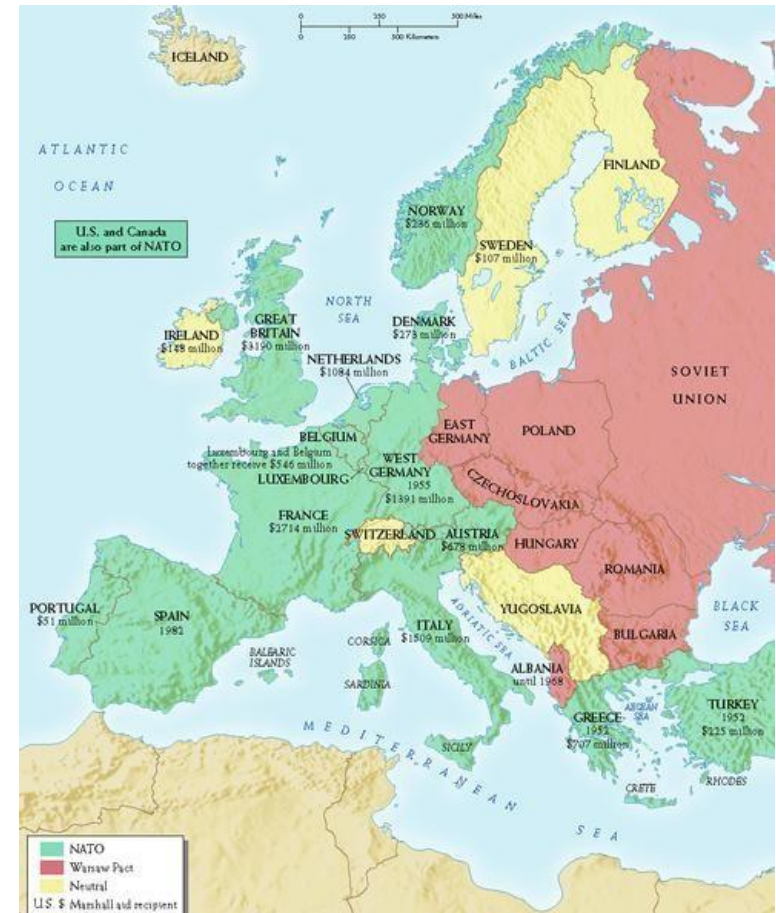 0 250 500 Miles
0 250 500 Kilometers
ICELAND
ATLANTIC
OCEAN
FINLAND
NORWAY
$236 million
U.S. and Canada
are also part of NATO
SWEDEN
$107 million
NORTH
SEA
GREAT
BRITAIN
$3190 million
DENMARK
$273 million
IRELAND
$148 million
BALTIC SEA
NETHERLANDS
$1084 million
SOVIET
UNION
EAST
GERMANY
POLAND
BELGIUM
Luxembourg and Belgium
together receive $546 million
LUXEMBOURG
WEST
GERMANY
1955
$1391 million
CZECHOSLOVAKIA
FRANCE
$2714 million
SWITZERLAND
AUSTRIA
$678 million
HUNGARY
ROMANIA
PORTUGAL
$51 million
SPAIN
1982
ITALY
$1509 million
ADRIATIC SEA
YUGOSLAVIA
BLACK
SEA
BULGARIA
CORSICA
BALEARIC
ISLANDS
SARDINIA
ALBANIA
until 1968
TURKEY
1952
$225 million
AEGEAN
SEA
GREECE
1952
$707 million
MEDITERRANEAN
SEA
SICILY
CRETE
RHODES
NATO
Warsaw Pact
Neutral
U.S. $ Marshall aid recipient